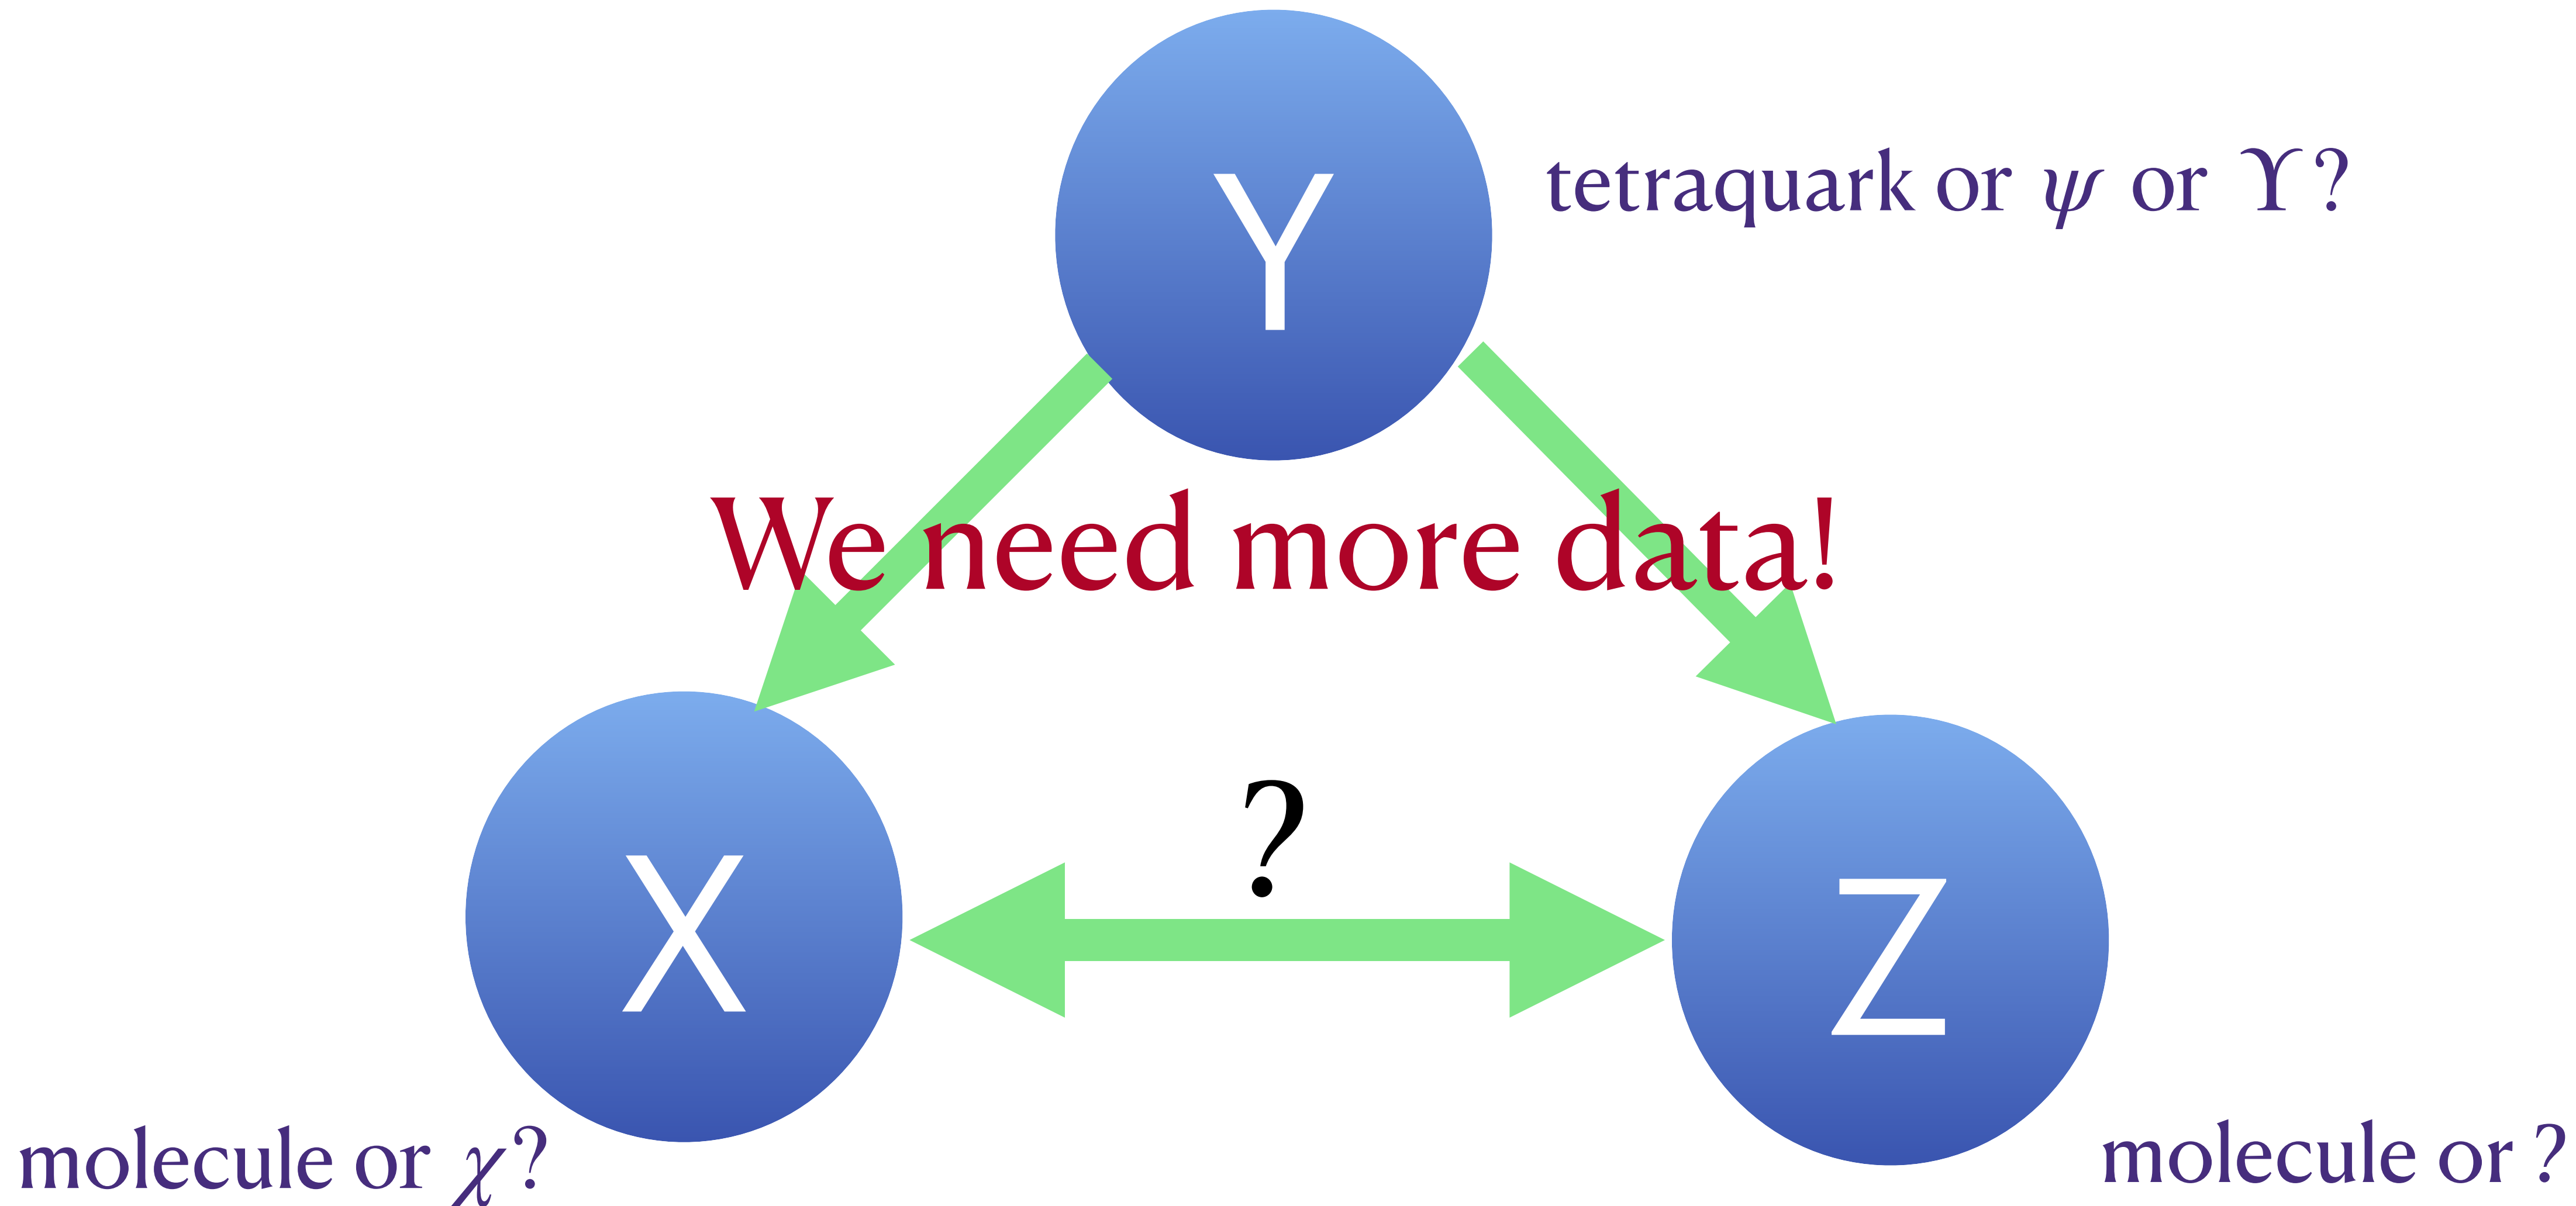 Y
tetraquark or ψ or ϒ?
We need more data!
?
X
Z
molecule or χ?
molecule or ?